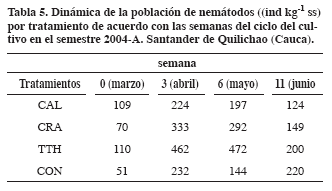 Tabla 5. Dinámica de la población de nemátodos ((ind kg-1 ss)
por tratamiento de acuerdo con las semanas del ciclo del cul-
tivo en el semestre 2004-A. Santander de Quilichao (Cauca).
semana
Tratamientos 0 (marzo) 3 (abril) 6 (mayo) 11 (junio
CAL 109 224 197 124
CRA 70 333 292 149
TTH 110 462 472 200
CON 51 232 144 220